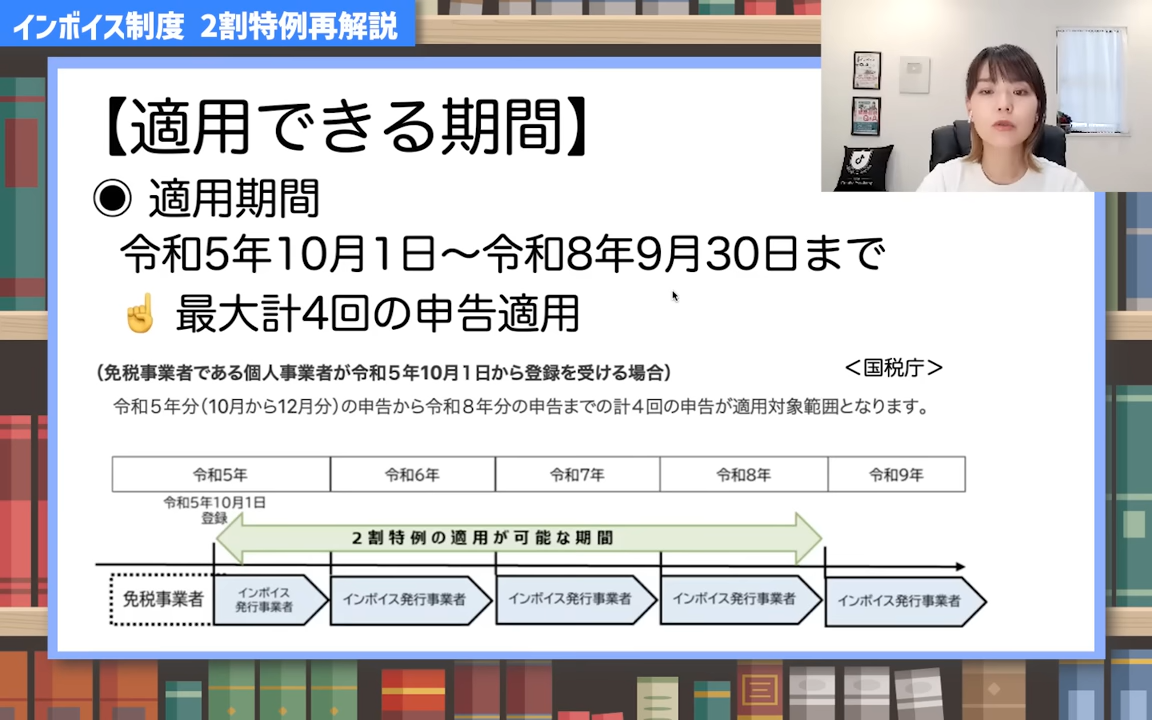 インボイス制度 2割特例再解説
【適用できる期間】
◉ 適用期間
令和5年10月1日～令和8年9月30日まで
☝ 最大計4回の申告適用
(免税事業者である個人事業者が令和5年10月1日から登録を受ける場合)
＜国税庁＞
令和5年分(10月から12月分)の申告から令和8年分の申告までの計4回の申告が適用対象範囲となります。
令和5年 令和6年 令和7年 令和8年 令和9年
令和5年10月1日
登録
2割特例の適用が可能な期間
免税事業者 インボイス発行事業者 インボイス発行事業者 インボイス発行事業者 インボイス発行事業者 インボイス発行事業者